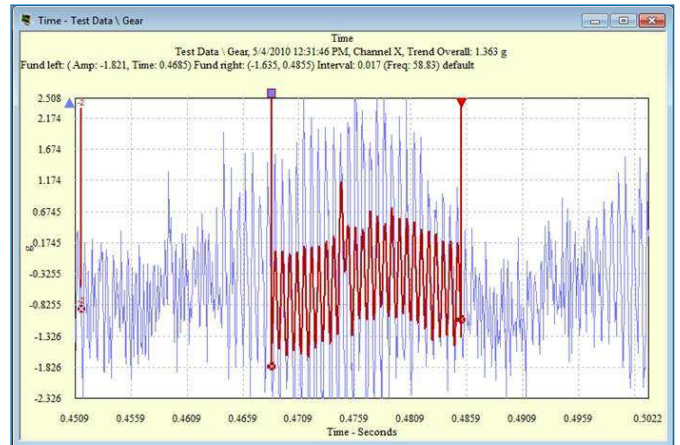 Time - Test Data \ Gear
Time
Test Data \ Gear, 5/4/2010 12:31:46 PM, Channel X, Trend Overall: 1.363 g
Fund left: ( Amp: -1.821, Time: 0.4685) Fund right: (-1.635, 0.4855) Interval: 0.017 (Freq: 58.83) default
2.508
2.174
1.674
1.174
0.6745
0.1745
g
-0.3255
-0.8255
-1.326
-1.826
-2.326
0.4509 0.4559 0.4609 0.4659 0.4709 0.4759 0.4809 0.4859 0.4909 0.4959 0.5022
Time - Seconds